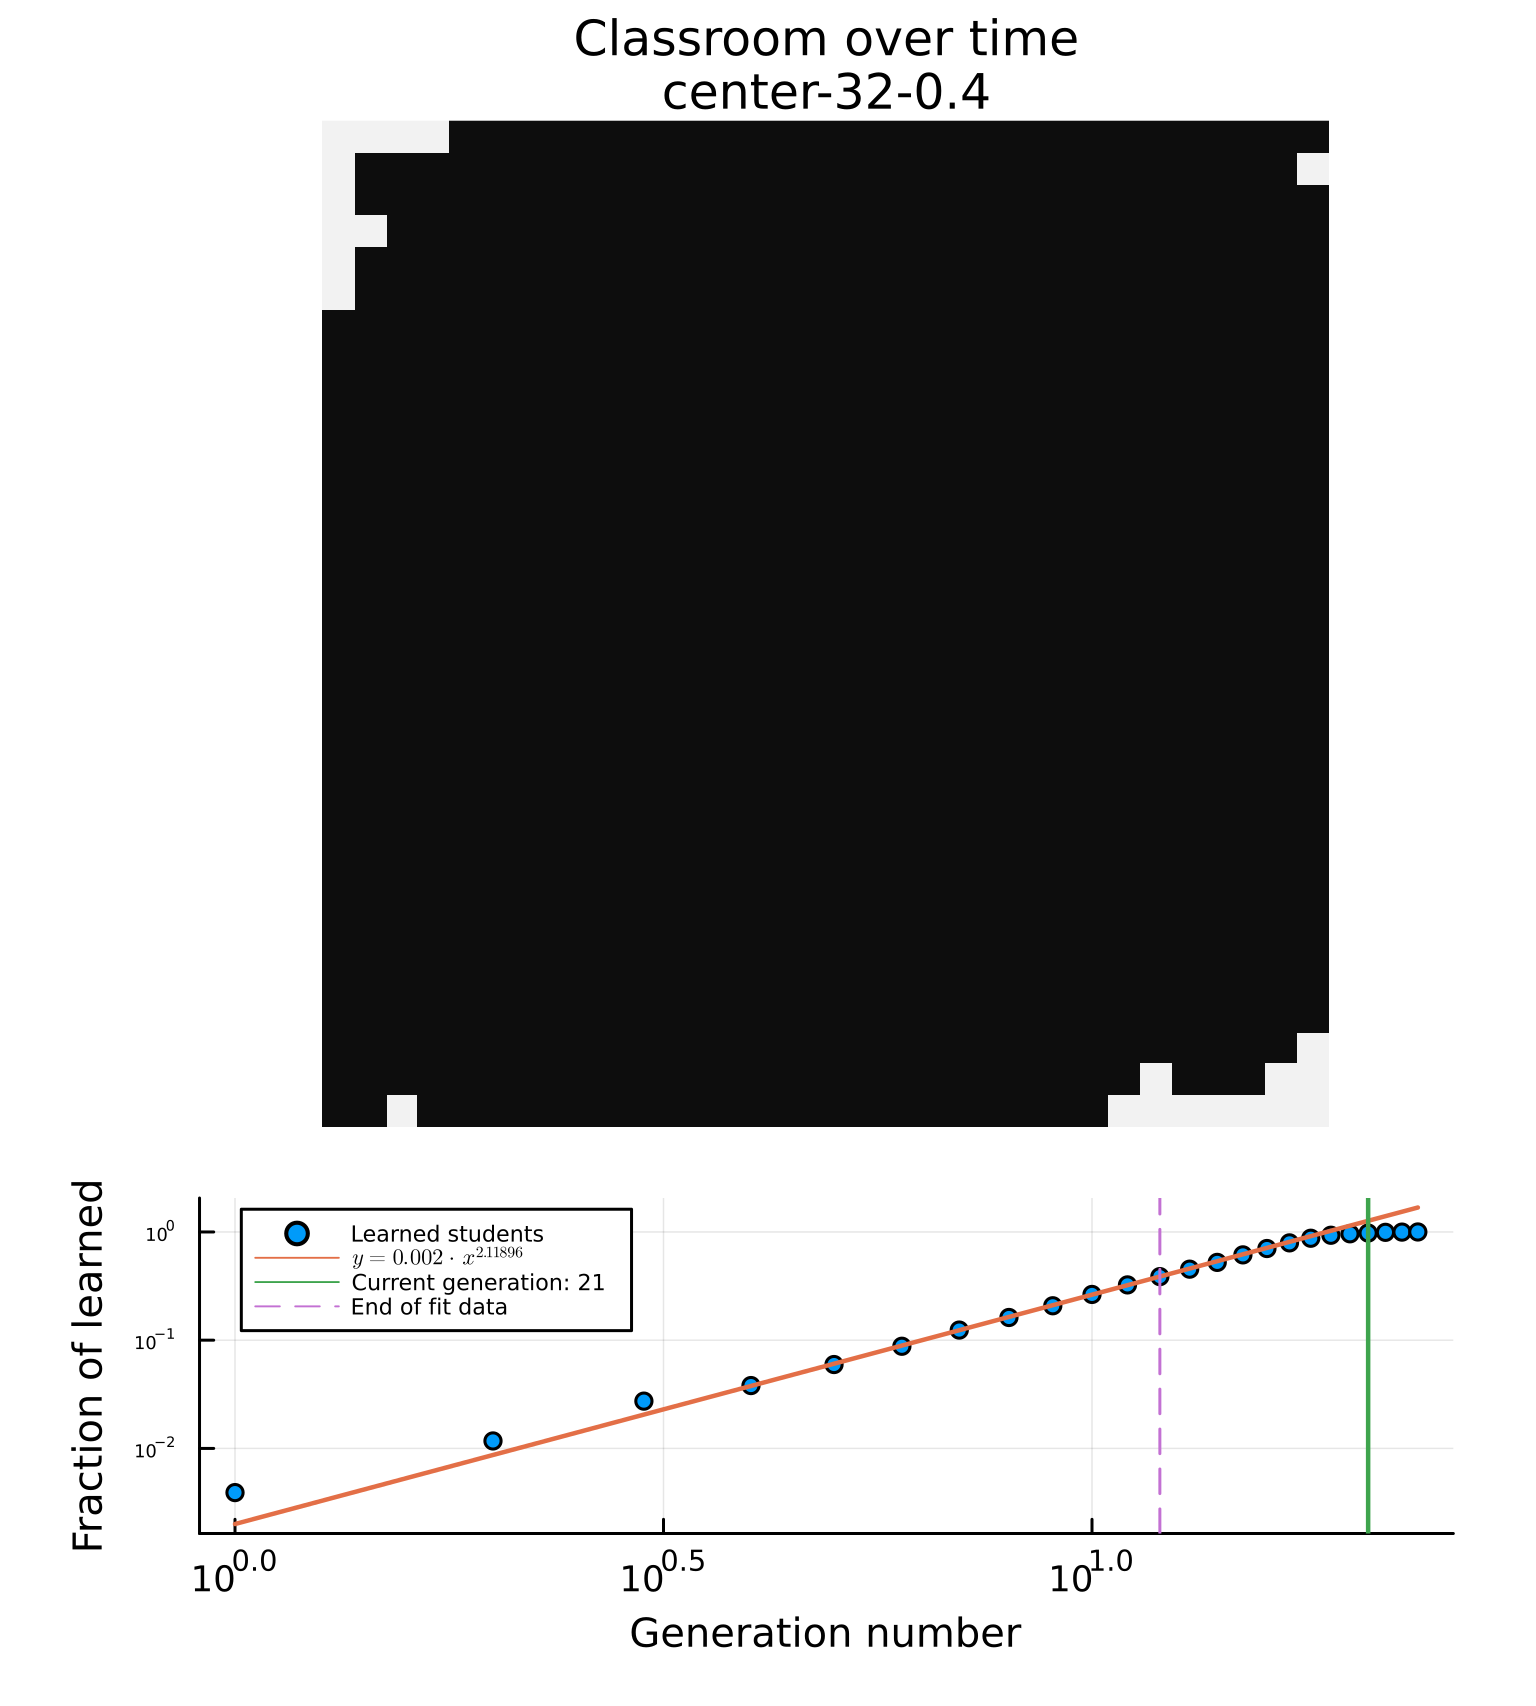 Classroom over time
center-32-0.4
Fraction of learned
10^0
10^-1
10^-2
Learned students
y = 0.002 · x^2.11896
Current generation: 21
End of fit data
10^0.0 10^0.5 10^1.0
Generation number